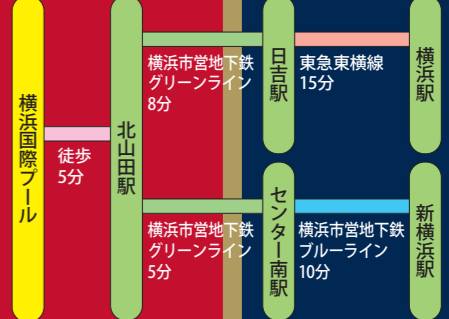 横浜国際プール
徒歩
5分
北山田駅
横浜市営地下鉄
グリーンライン
8分
日吉駅
東急東横線
15分
横浜駅
横浜市営地下鉄
グリーンライン
5分
センター南駅
横浜市営地下鉄
ブルーライン
10分
新横浜駅